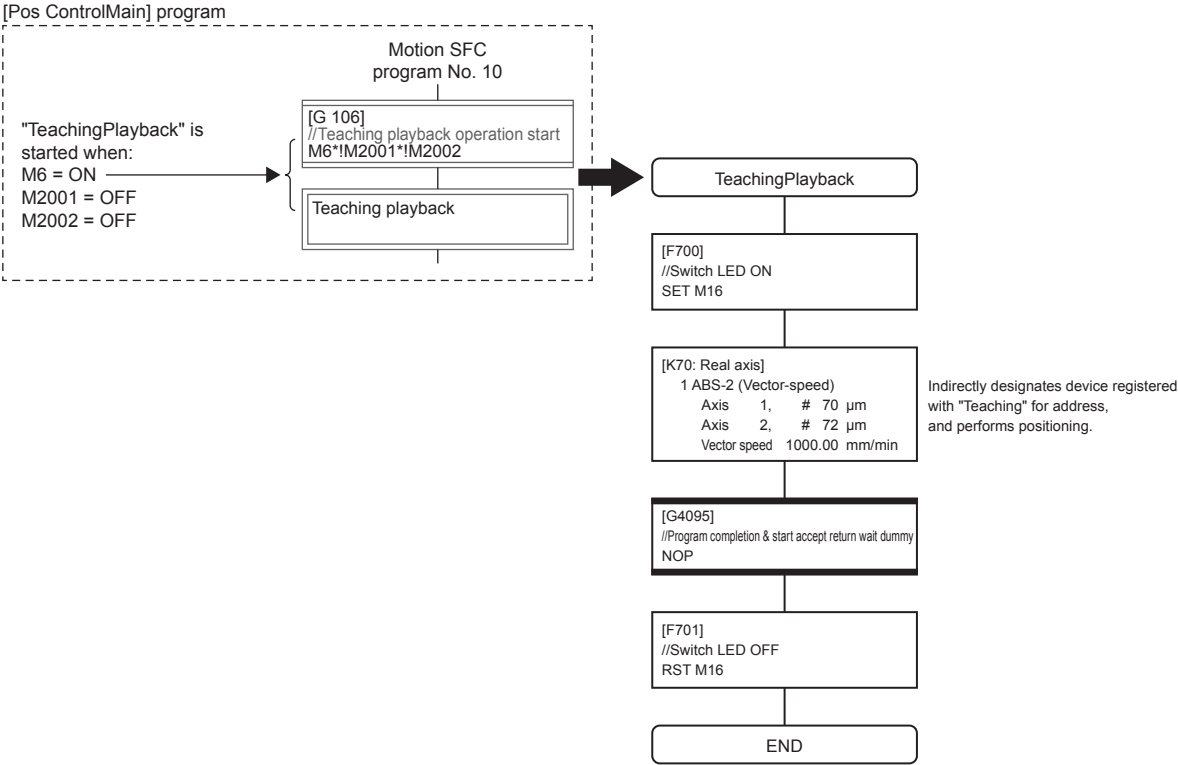 [Pos ControlMain] program
Motion SFC
program No. 10
"TeachingPlayback" is
started when:
M6 = ON
M2001 = OFF
M2002 = OFF
[G 106]
//Teaching playback operation start
M6*!M2001*!M2002
Teaching playback
TeachingPlayback
[F700]
//Switch LED ON
SET M16
[K70: Real axis]
1 ABS-2 (Vector-speed)
Axis 1, # 70 µm
Axis 2, # 72 µm
Vector speed 1000.00 mm/min
Indirectly designates device registered
with "Teaching" for address,
and performs positioning.
[G4095]
//Program completion & start accept return wait dummy
NOP
[F701]
//Switch LED OFF
RST M16
END